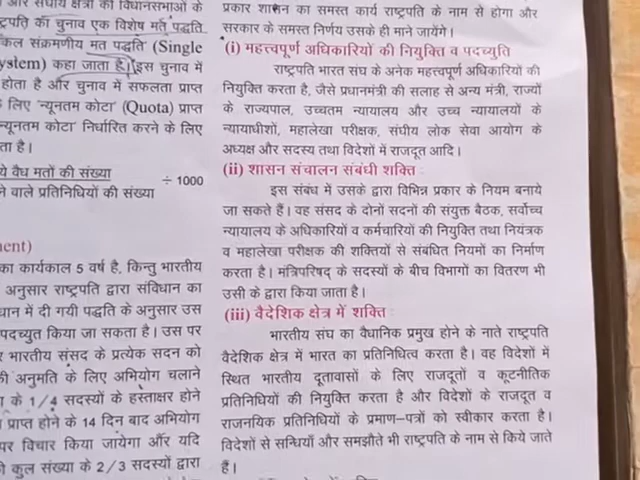 और संघीय क्षेत्रों की विधानसभाओं के
ट्रपति का चुनाव एक विशेष मत पद्धति
कल संक्रमणीय मत पद्धति (Single
ystem) कहा जाता है। इस चुनाव में
होता है और चुनाव में सफलता प्राप्त
लिए 'न्यूनतम कोटा' (Quota) प्राप्त
न्यूनतम कोटा' निर्धारित करने के लिए
ता है।
ये वैध मतों की संख्या
ने वाले प्रतिनिधियों की संख्या ÷ 1000
ent)
का कार्यकाल 5 वर्ष है, किन्तु भारतीय
अनुसार राष्ट्रपति द्वारा संविधान का
धान में दी गयी पद्धति के अनुसार उस
पदच्युत किया जा सकता है। उस पर
भारतीय संसद के प्रत्येक सदन को
की अनुमति के लिए अभियोग चलाने
के 1/4 सदस्यों के हस्ताक्षर होने
प्राप्त होने के 14 दिन बाद अभियोग
पर विचार किया जायेगा और यदि
कुल संख्या के 2/3 सदस्यों द्वारा
प्रकार शासन का समस्त कार्य राष्ट्रपति के नाम से होगा और
सरकार के समस्त निर्णय उसके ही माने जायेंगे।
(i) महत्त्वपूर्ण अधिकारियों की नियुक्ति व पदच्युति
राष्ट्रपति भारत संघ के अनेक महत्त्वपूर्ण अधिकारियों की
नियुक्ति करता है, जैसे प्रधानमंत्री की सलाह से अन्य मंत्री, राज्यों
के राज्यपाल, उच्चतम न्यायालय और उच्च न्यायालयों के
न्यायाधीशों, महालेखा परीक्षक, संघीय लोक सेवा आयोग के
अध्यक्ष और सदस्य तथा विदेशों में राजदूत आदि।
(ii) शासन संचालन संबंधी शक्ति
इस संबंध में उसके द्वारा विभिन्न प्रकार के नियम बनाये
जा सकते हैं। वह संसद के दोनों सदनों की संयुक्त बैठक, सर्वोच्च
न्यायालय के अधिकारियों व कर्मचारियों की नियुक्ति तथा नियंत्रक
व महालेखा परीक्षक की शक्तियों से संबंधित नियमों का निर्माण
करता है। मंत्रिपरिषद् के सदस्यों के बीच विभागों का वितरण भी
उसी के द्वारा किया जाता है।
(iii) वैदेशिक क्षेत्र में शक्ति
भारतीय संघ का वैधानिक प्रमुख होने के नाते राष्ट्रपति
वैदेशिक क्षेत्र में भारत का प्रतिनिधित्व करता है। वह विदेशों में
स्थित भारतीय दूतावासों के लिए राजदूतों व कूटनीतिक
प्रतिनिधियों की नियुक्ति करता है और विदेशों के राजदूत व
राजनयिक प्रतिनिधियों के प्रमाण-पत्रों को स्वीकार करता है।
विदेशों से सन्धियाँ और समझौते भी राष्ट्रपति के नाम से किये जाते
हैं।